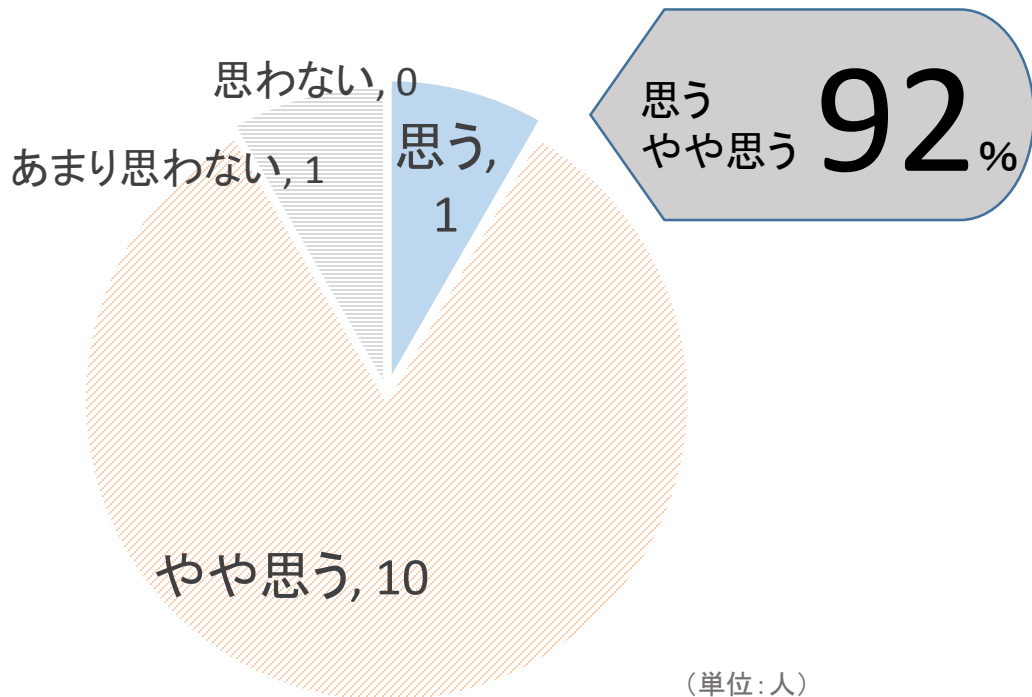 思わない, 0
あまり思わない, 1
思う,
1
やや思う, 10
思う
やや思う 92%
（単位：人）